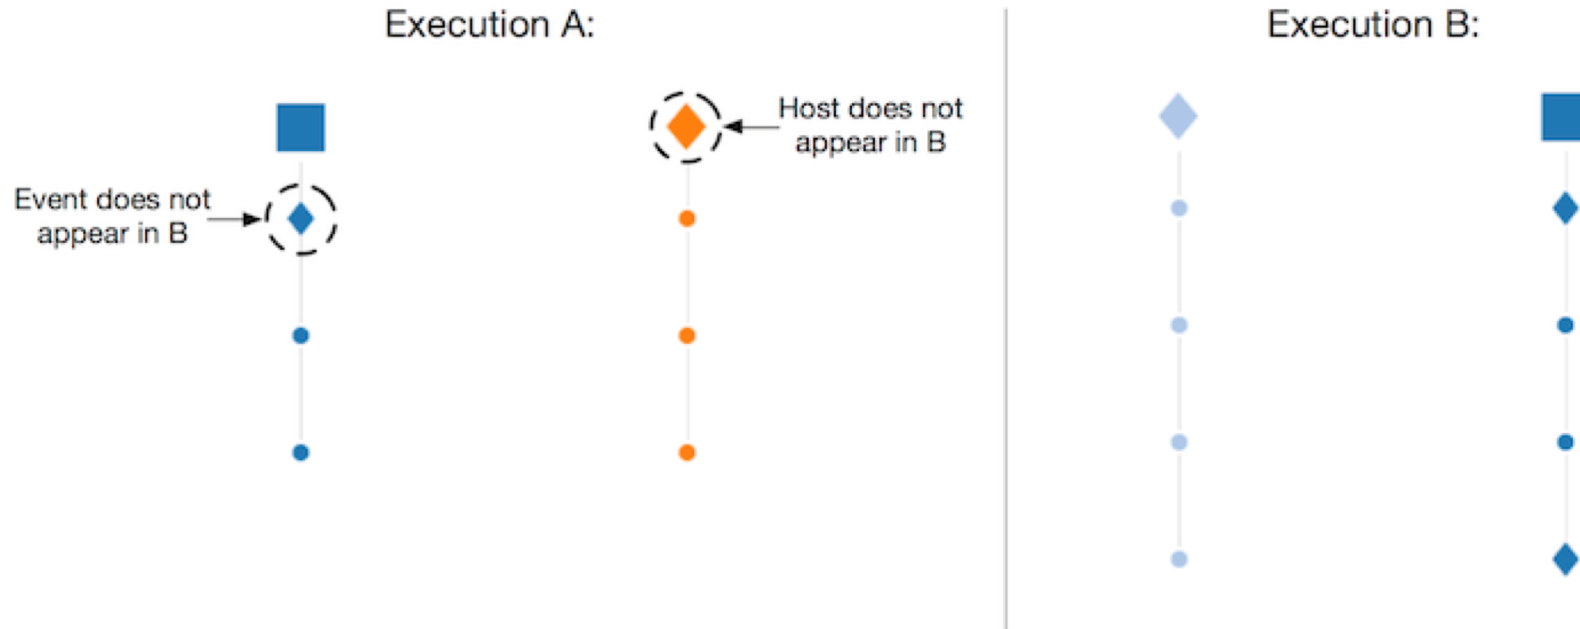 Execution A:
Execution B:
Host does not
appear in B
Event does not
appear in B